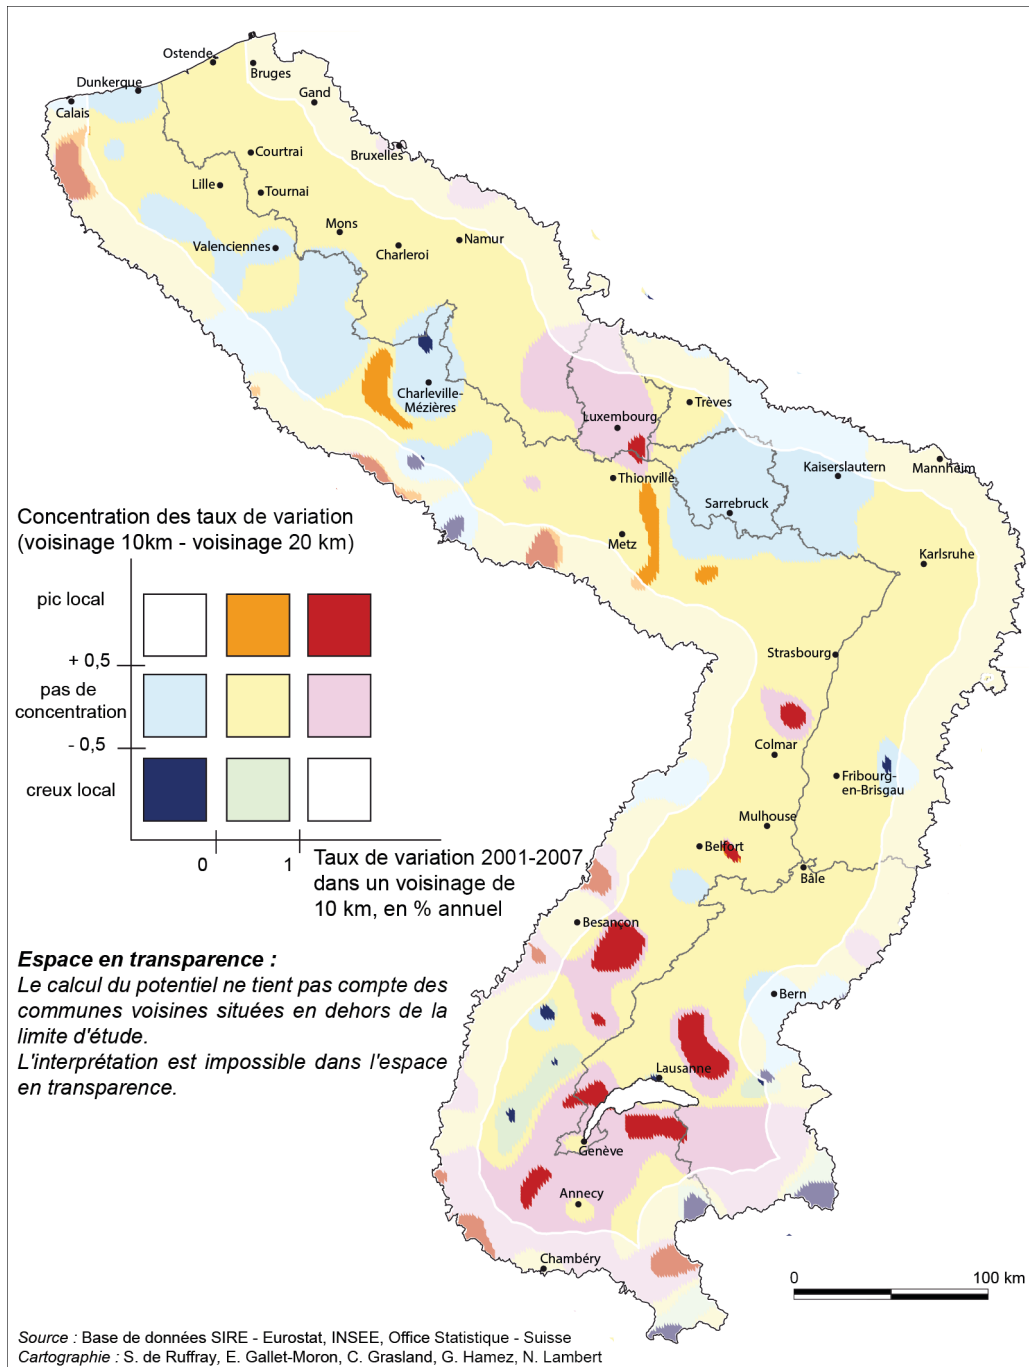 Ostende
Bruges
Dunkerque
Gand
Calais
Courtrai
Bruxelles
Lille
Tournai
Mons
Namur
Valenciennes
Charleroi
Charleville-
Mézières
Trèves
Luxembourg
Kaiserslautern
Mannheim
Thionville
Sarrebruck
Metz
Karlsruhe
Strasbourg
Colmar
Fribourg-
en-Brisgau
Mulhouse
Belfort
Bâle
Besançon
Bern
Lausanne
Genève
Annecy
Chambéry
Concentration des taux de variation
(voisinage 10km - voisinage 20 km)
pic local
+ 0,5
pas de
concentration
- 0,5
creux local
0
1
Taux de variation 2001-2007
dans un voisinage de
10 km, en % annuel
Espace en transparence :
Le calcul du potentiel ne tient pas compte des
communes voisines situées en dehors de la
limite d'étude.
L'interprétation est impossible dans l'espace
en transparence.
0
100 km
Source : Base de données SIRE - Eurostat, INSEE, Office Statistique - Suisse
Cartographie : S. de Ruffray, E. Gallet-Moron, C. Grasland, G. Hamez, N. Lambert